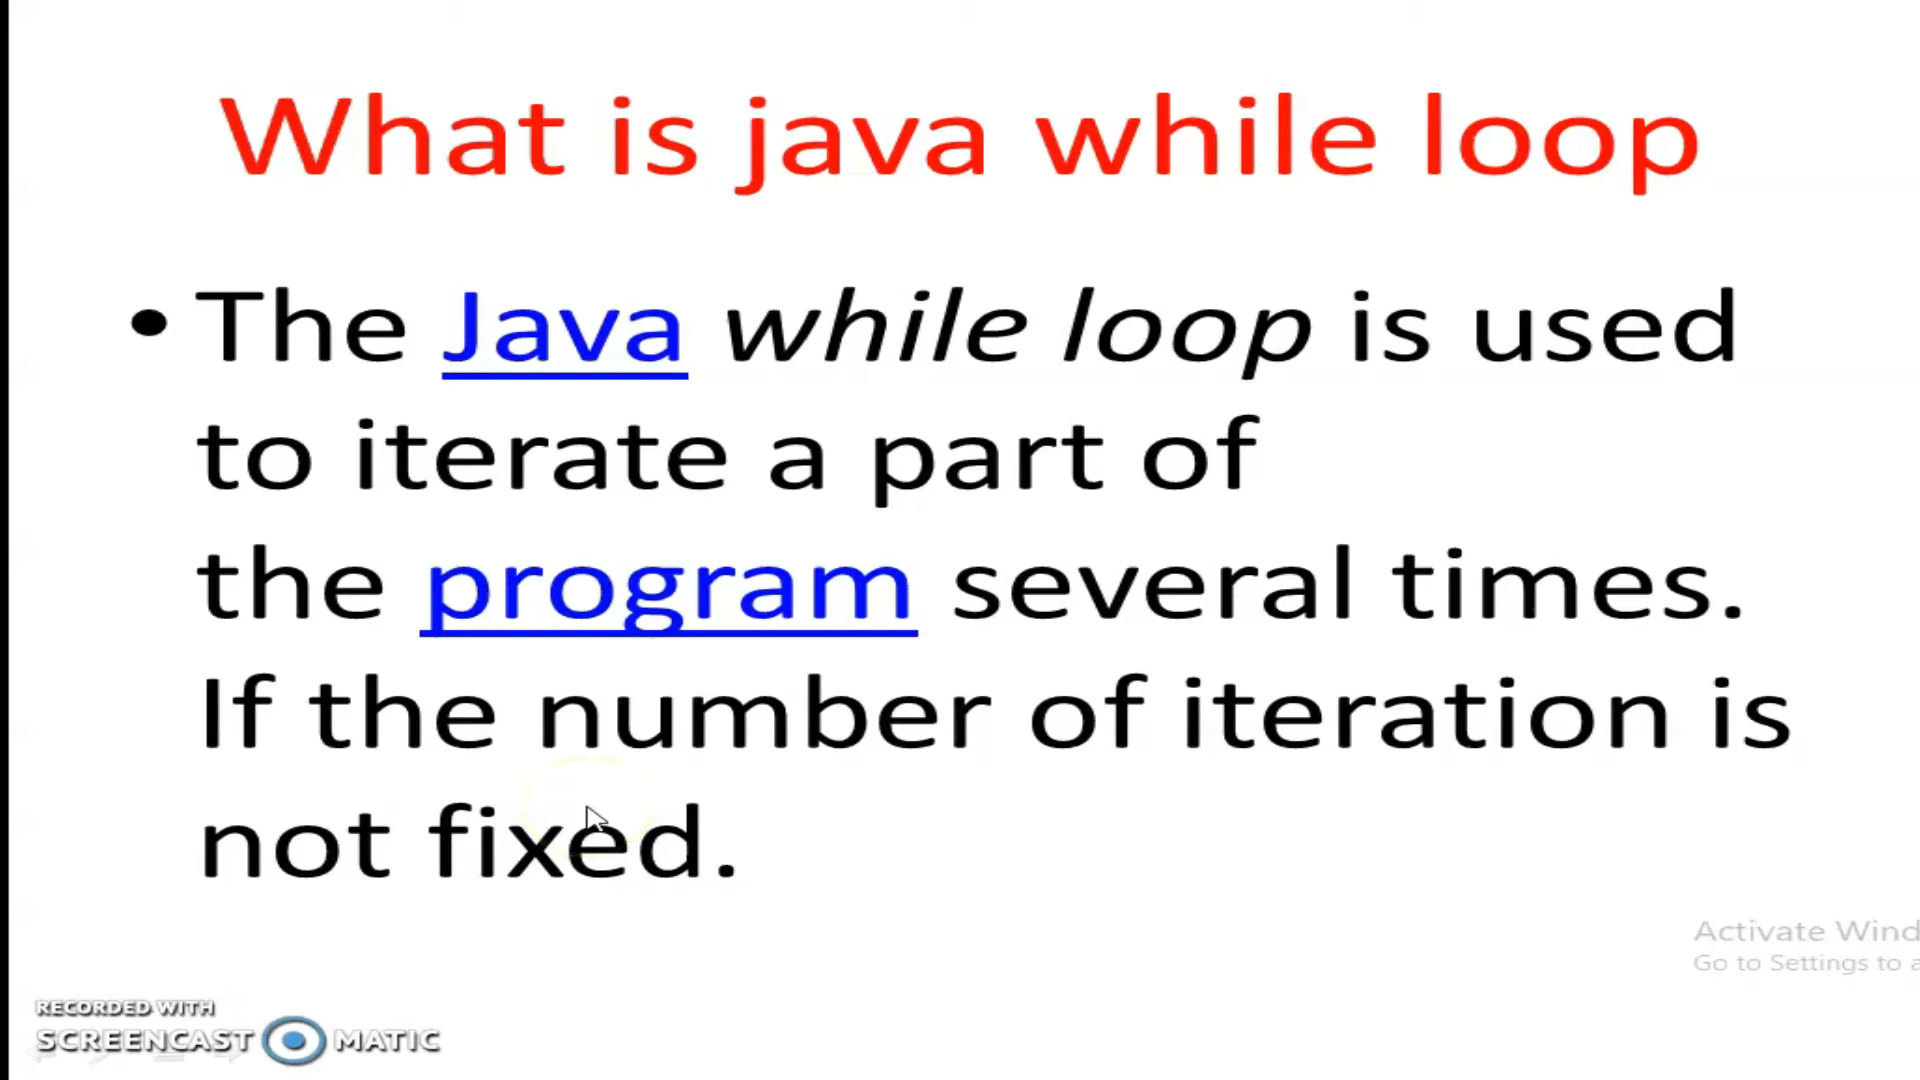 What is java while loop
• The Java while loop is used
to iterate a part of
the program several times.
If the number of iteration is
not fixed.
Activate Wind
Go to Settings to a
RECORDED WITH
SCREENCAST MATIC